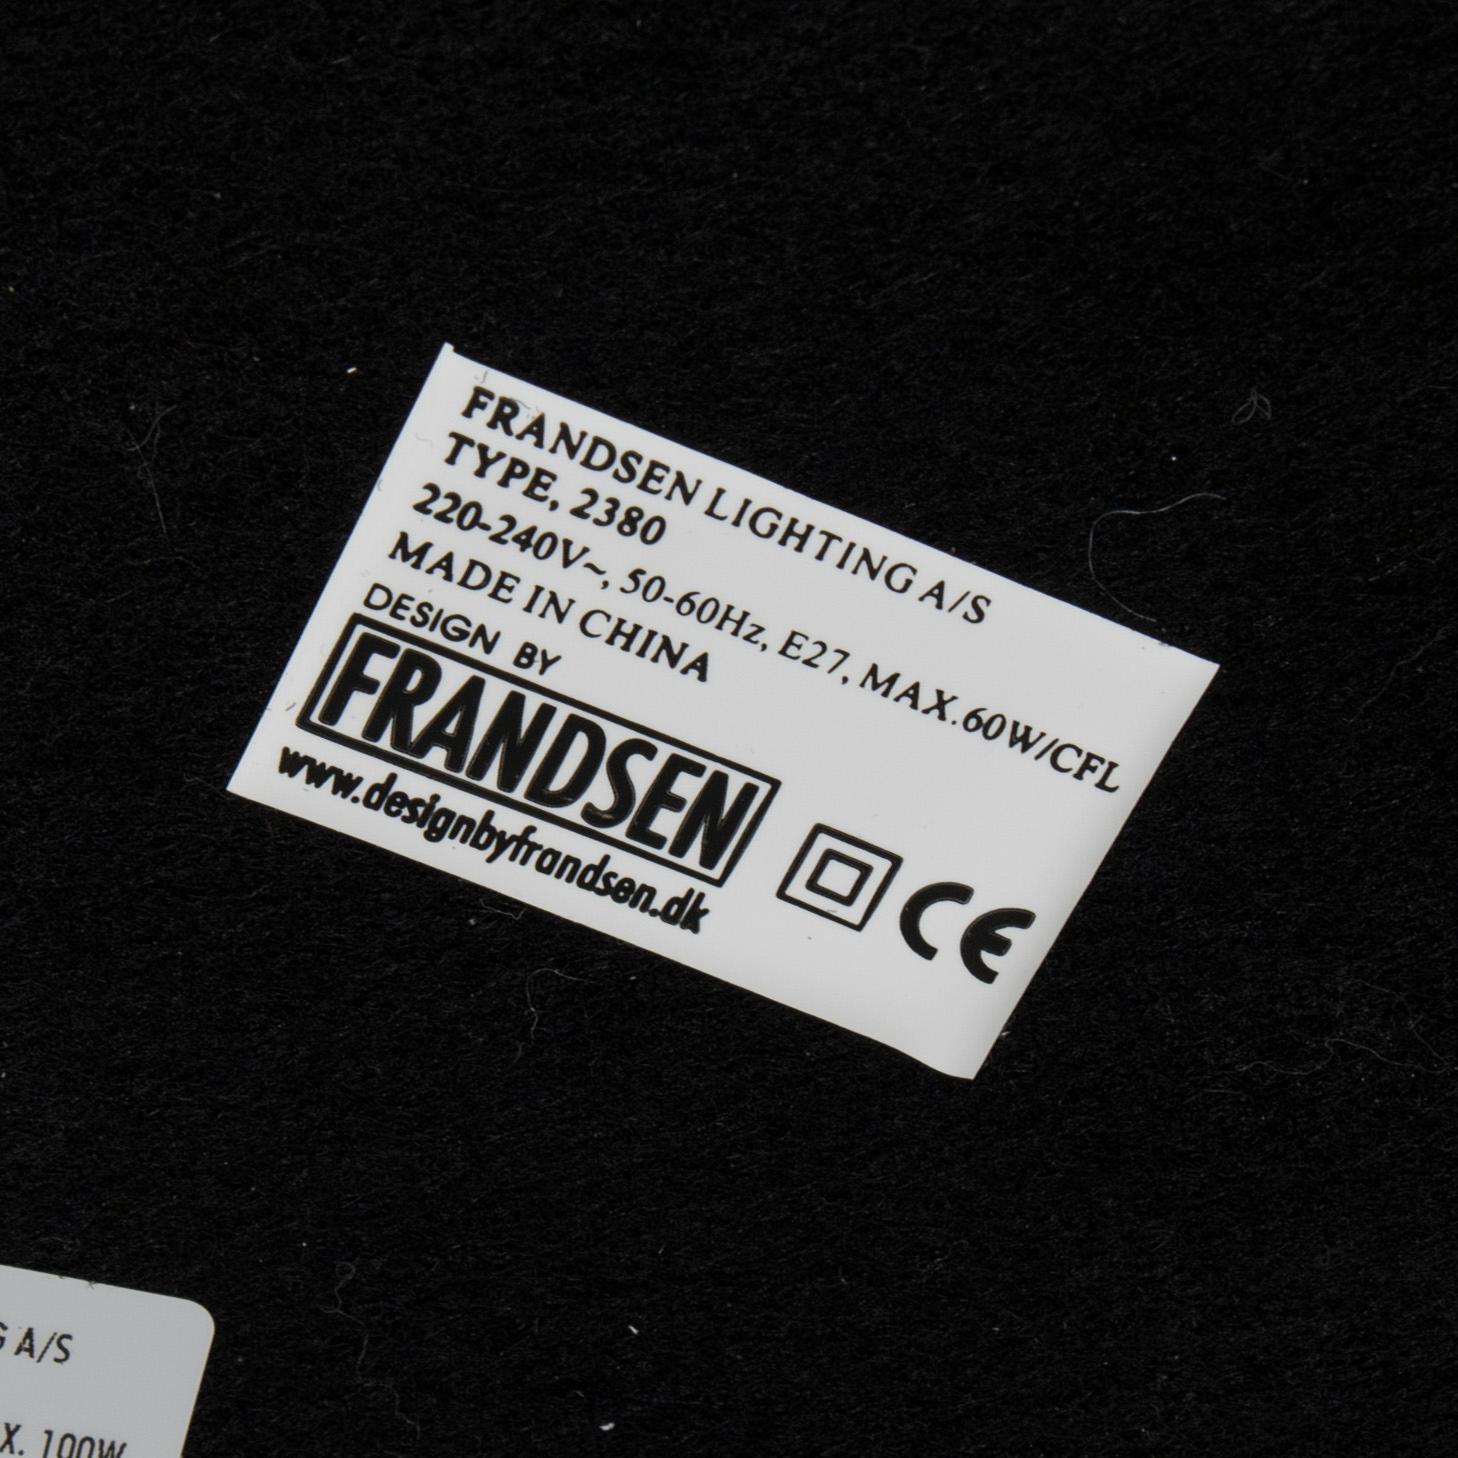 FRANDSEN LIGHTING A/S
TYPE, 2380
220-240V~, 50-60Hz, E27, MAX.60W/CFL
MADE IN CHINA
DESIGN BY
FRANDSEN
www.designbyfrandsen.dk
CE
A/S
100W